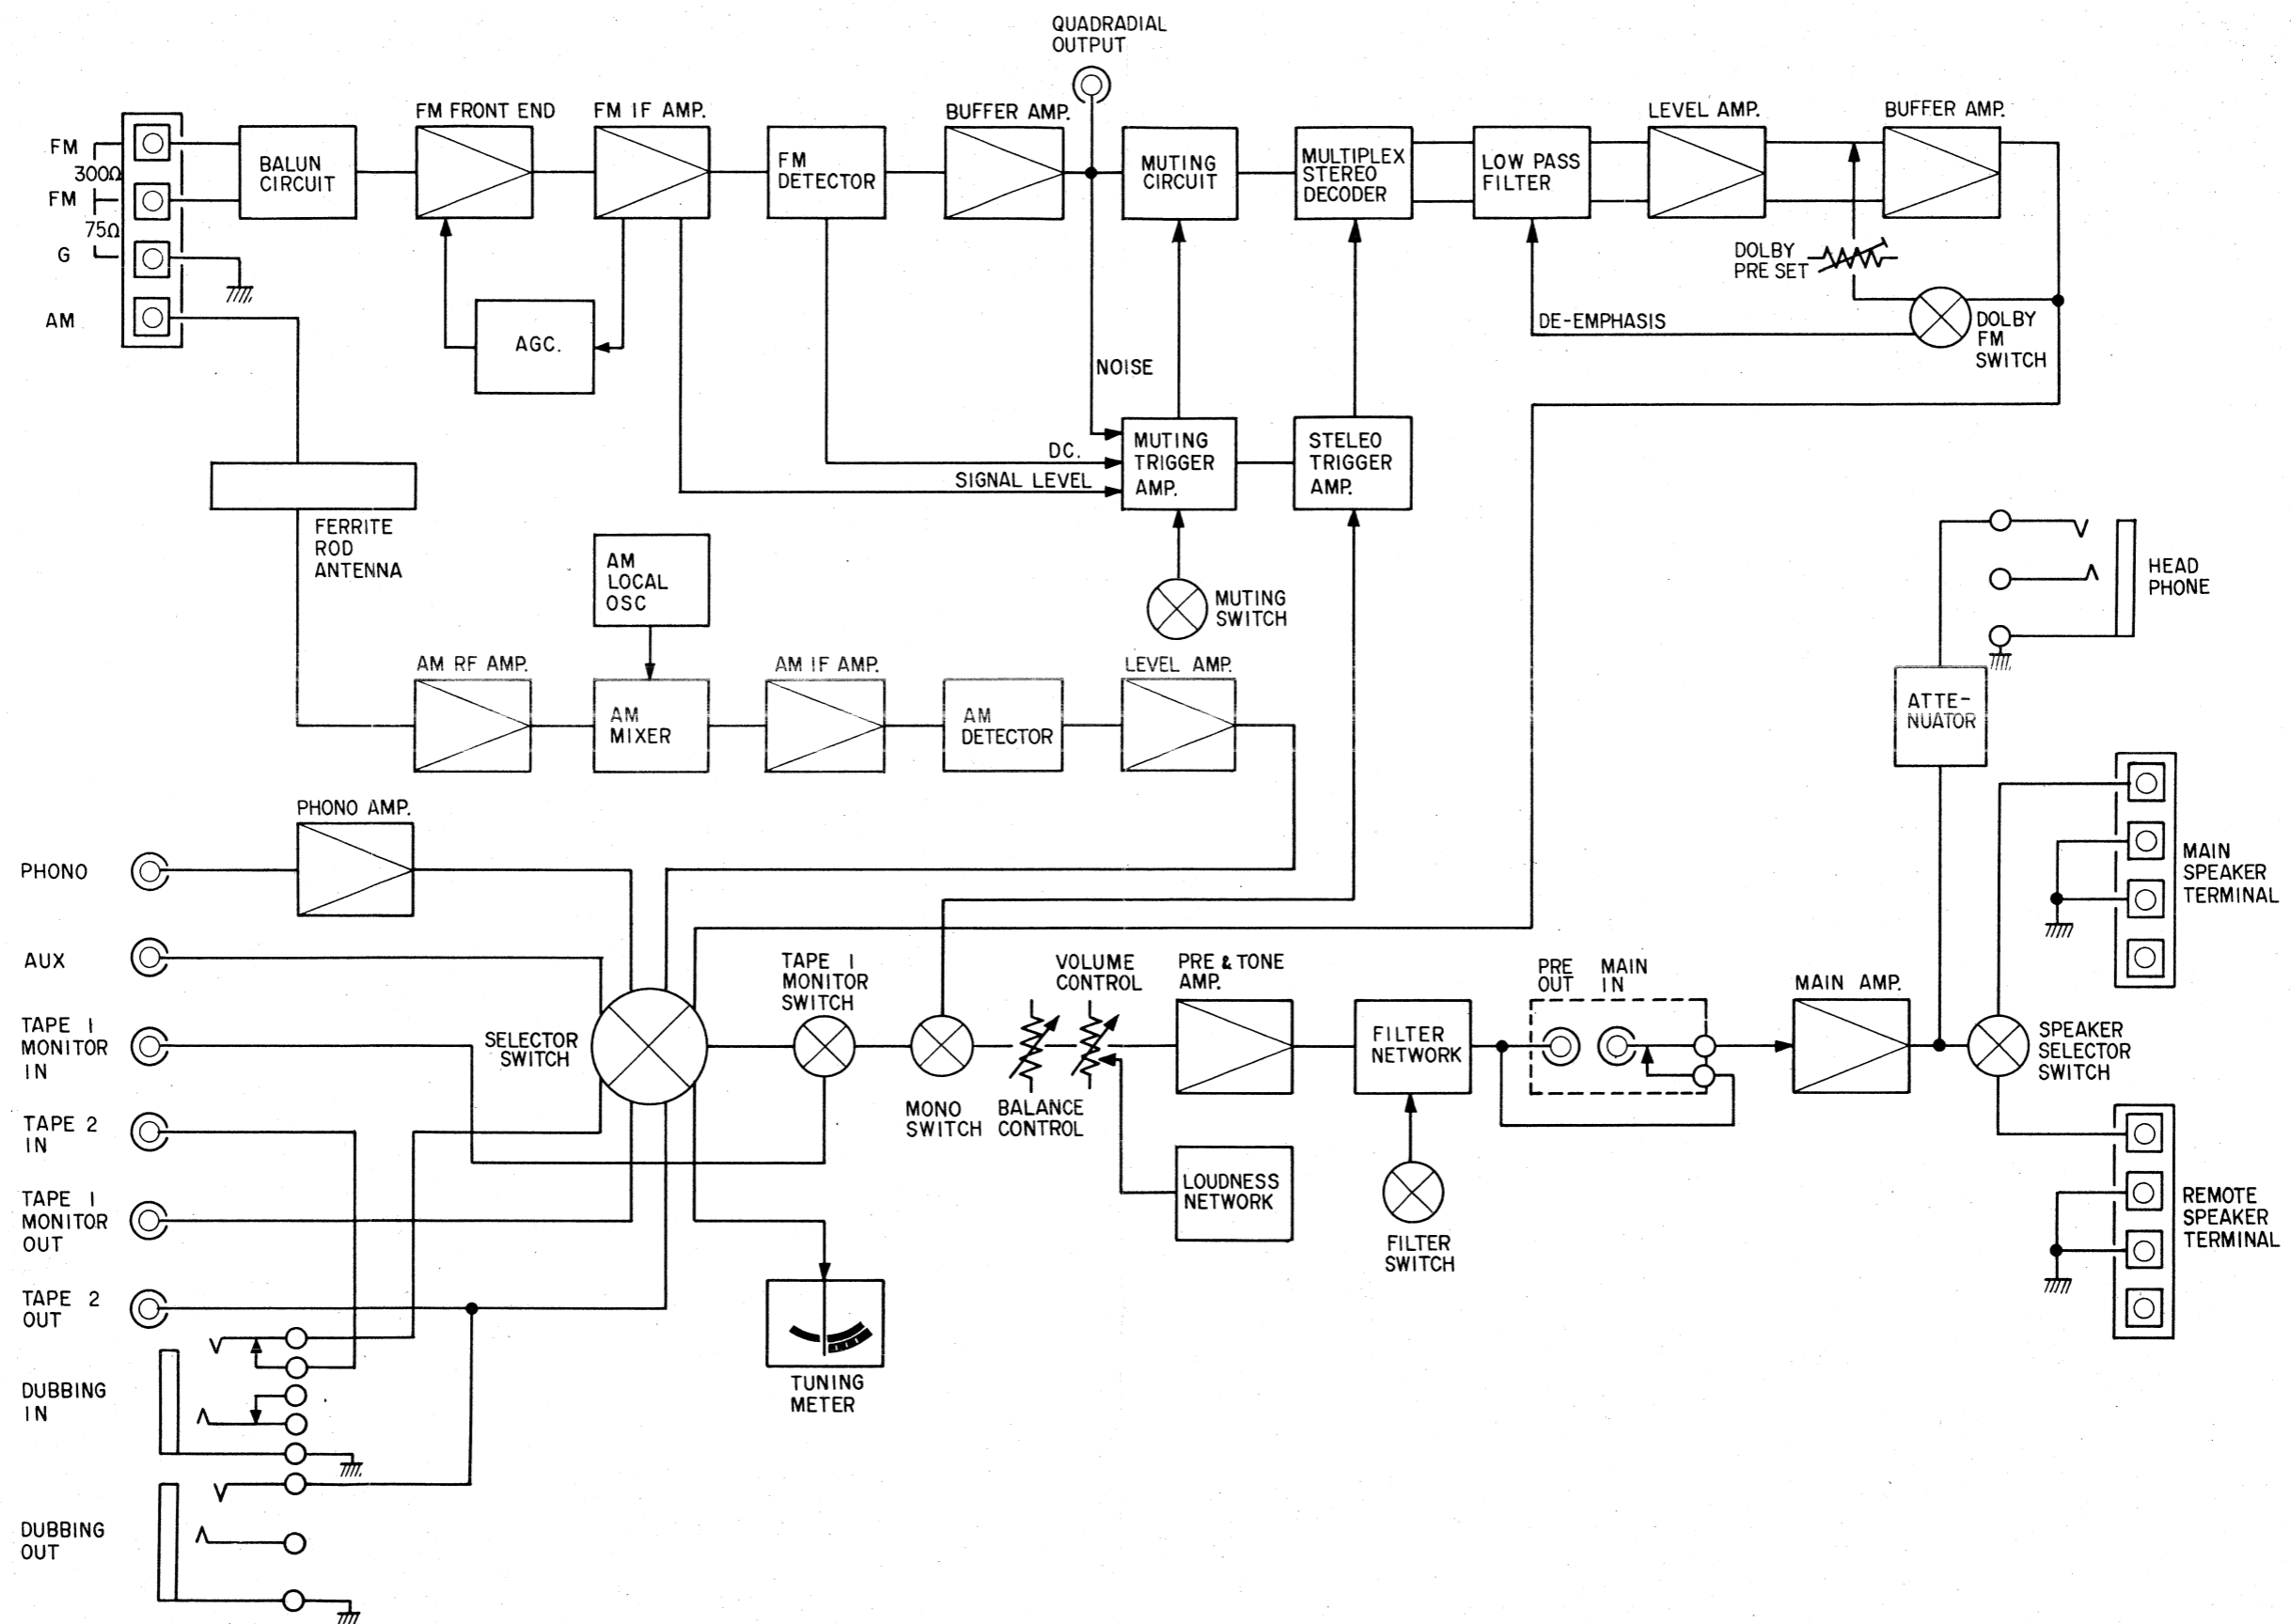 QUADRADIAL
OUTPUT
FM FRONT END
FM IF AMP.
BUFFER AMP.
LEVEL AMP.
BUFFER AMP.
FM
300Ω
FM
75Ω
G
AM
BALUN
CIRCUIT
FM
DETECTOR
MUTING
CIRCUIT
MULTIPLEX
STEREO
DECODER
LOW PASS
FILTER
DOLBY
PRE SET
AGC.
DE-EMPHASIS
DOLBY
FM
SWITCH
NOISE
DC.
SIGNAL LEVEL
MUTING
TRIGGER
AMP.
STELEO
TRIGGER
AMP.
FERRITE
ROD
ANTENNA
AM
LOCAL
OSC
MUTING
SWITCH
HEAD
PHONE
AM RF AMP.
AM
MIXER
AM IF AMP.
AM
DETECTOR
LEVEL AMP.
ATTE-
NUATOR
PHONO AMP.
PHONO
AUX
TAPE 1
MONITOR
IN
TAPE 2
IN
TAPE 1
MONITOR
OUT
TAPE 2
OUT
DUBBING
IN
DUBBING
OUT
SELECTOR
SWITCH
TAPE 1
MONITOR
SWITCH
MONO
SWITCH
BALANCE
CONTROL
VOLUME
CONTROL
PRE & TONE
AMP.
LOUDNESS
NETWORK
FILTER
NETWORK
FILTER
SWITCH
PRE
OUT
MAIN
IN
MAIN AMP.
SPEAKER
SELECTOR
SWITCH
MAIN
SPEAKER
TERMINAL
REMOTE
SPEAKER
TERMINAL
TUNING
METER